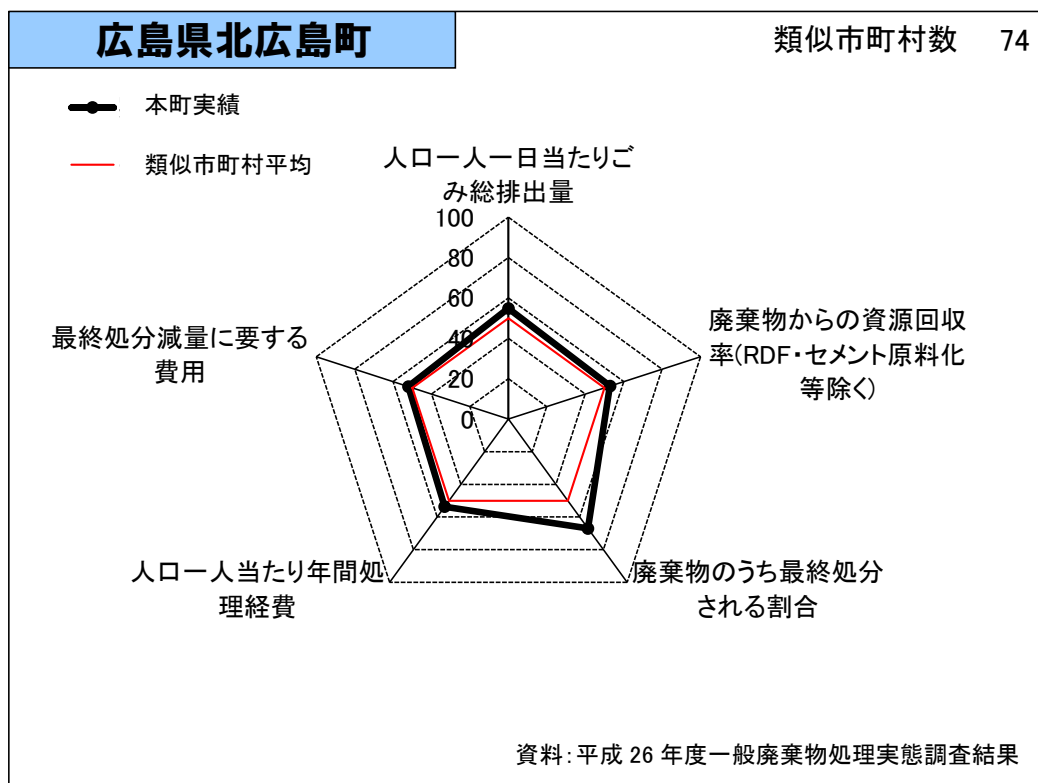 広島県北広島町
類似市町村数 74
本町実績
類似市町村平均
人口一人一日当たりご
み総排出量
100
80
60
40
20
0
廃棄物からの資源回収
率(RDF・セメント原料化
等除く)
最終処分減量に要する
費用
人口一人当たり年間処
理経費
廃棄物のうち最終処分
される割合
資料:平成 26 年度一般廃棄物処理実態調査結果